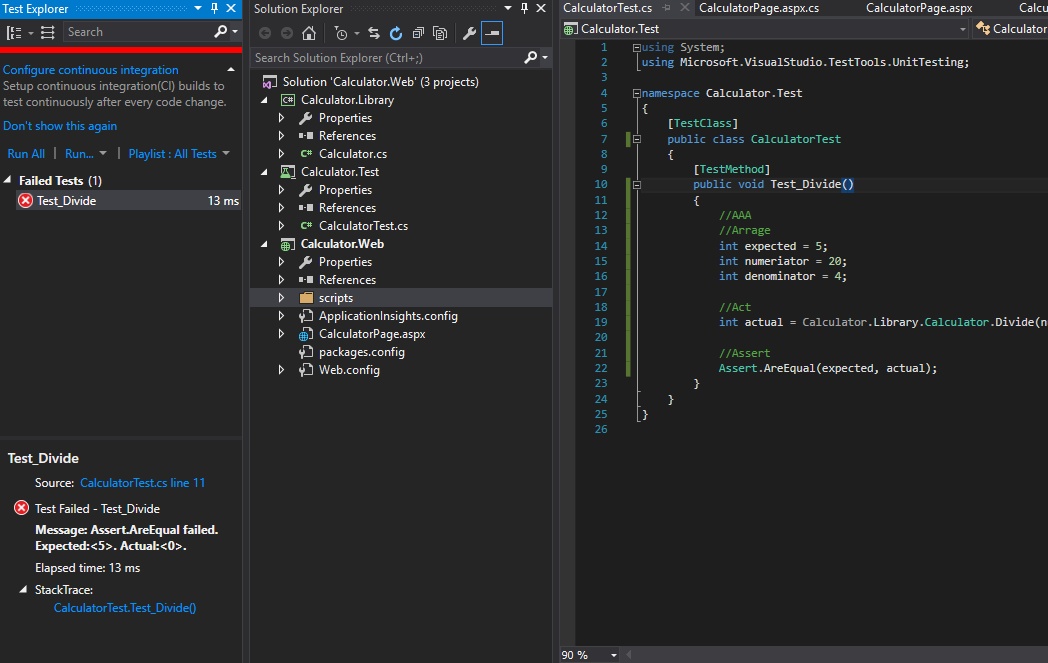 Test Explorer
Search
Configure continuous integration
Setup continuous integration(CI) builds to
test continuously after every code change.
Don't show this again
Run All | Run... | Playlist : All Tests
Failed Tests (1)
Test_Divide 13 ms
Test_Divide
Source: CalculatorTest.cs line 11
Test Failed - Test_Divide
Message: Assert.AreEqual failed.
Expected:<5>. Actual:<0>.
Elapsed time: 13 ms
StackTrace:
CalculatorTest.Test_Divide()
Solution Explorer
Search Solution Explorer (Ctrl+;)
Solution 'Calculator.Web' (3 projects)
Calculator.Library
Properties
References
C# Calculator.cs
Calculator.Test
Properties
References
C# CalculatorTest.cs
Calculator.Web
Properties
References
scripts
ApplicationInsights.config
CalculatorPage.aspx
packages.config
Web.config
CalculatorTest.cs CalculatorPage.aspx.cs CalculatorPage.aspx Calcu
Calculator.Test Calculator
1 using System;
2 using Microsoft.VisualStudio.TestTools.UnitTesting;
3
4 namespace Calculator.Test
5 {
6 [TestClass]
7 public class CalculatorTest
8 {
9 [TestMethod]
10 public void Test_Divide()
11 {
12 //AAA
13 //Arrage
14 int expected = 5;
15 int numeriator = 20;
16 int denominator = 4;
17
18 //Act
19 int actual = Calculator.Library.Calculator.Divide(n
20
21 //Assert
22 Assert.AreEqual(expected, actual);
23 }
24 }
25 }
26
90 %